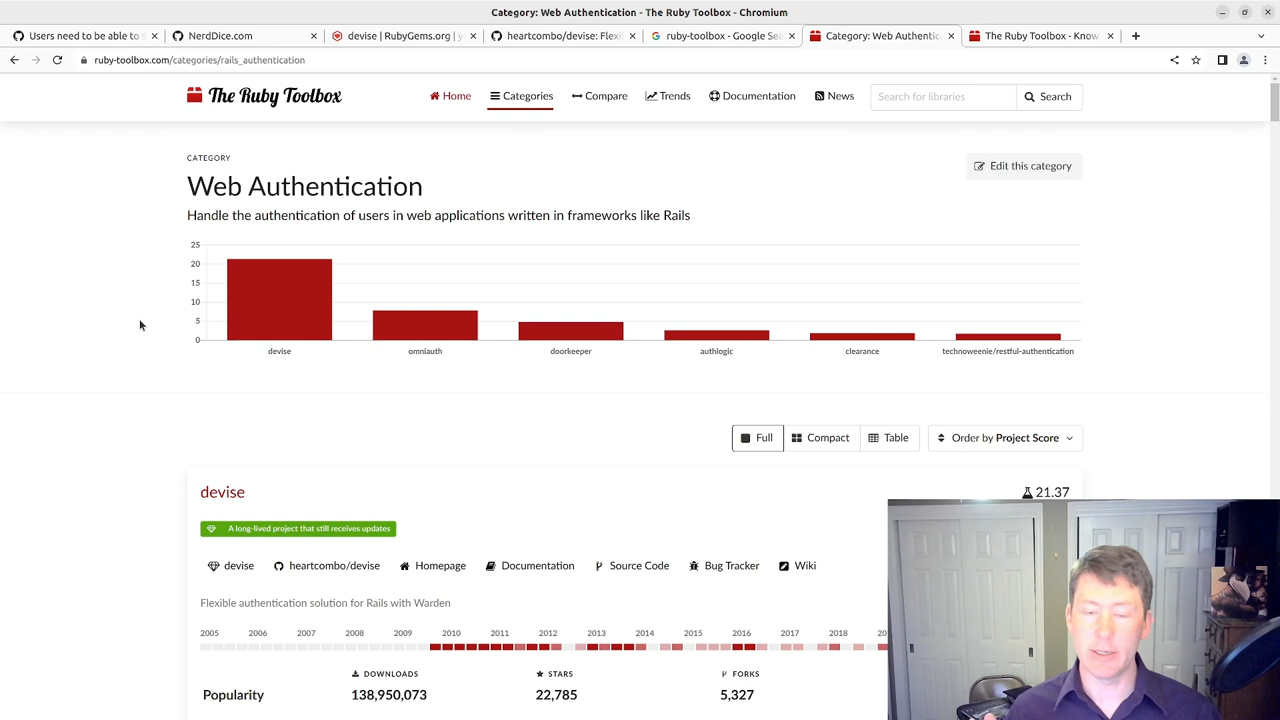 Category: Web Authentication - The Ruby Toolbox - Chromium
Users need to be able to s
NerdDice.com
devise | RubyGems.org | y
heartcombo/devise: Flexi
ruby-toolbox - Google Sea
Category: Web Authentic
The Ruby Toolbox - Know
ruby-toolbox.com/categories/rails_authentication
The Ruby Toolbox
Home
Categories
Compare
Trends
Documentation
News
Search for libraries
Search
CATEGORY
Edit this category
Web Authentication
Handle the authentication of users in web applications written in frameworks like Rails
25
20
15
10
5
0
devise
omniauth
doorkeeper
authlogic
clearance
technoweenie/restful-authentication
Full
Compact
Table
Order by Project Score
devise
21.37
A long-lived project that still receives updates
devise
heartcombo/devise
Homepage
Documentation
Source Code
Bug Tracker
Wiki
Flexible authentication solution for Rails with Warden
2005 2006 2007 2008 2009 2010 2011 2012 2013 2014 2015 2016 2017 2018 20
DOWNLOADS
STARS
FORKS
Popularity
138,950,073
22,785
5,327